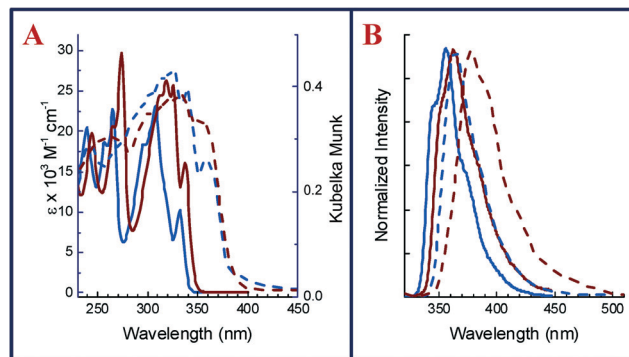 A
30
25
20
15
10
5
0
ε x 10³ M⁻¹ cm⁻¹
0.4
0.2
0.0
Kubelka Munk
250 300 350 400 450
Wavelength (nm)
B
Normalized Intensity
350 400 450 500
Wavelength (nm)